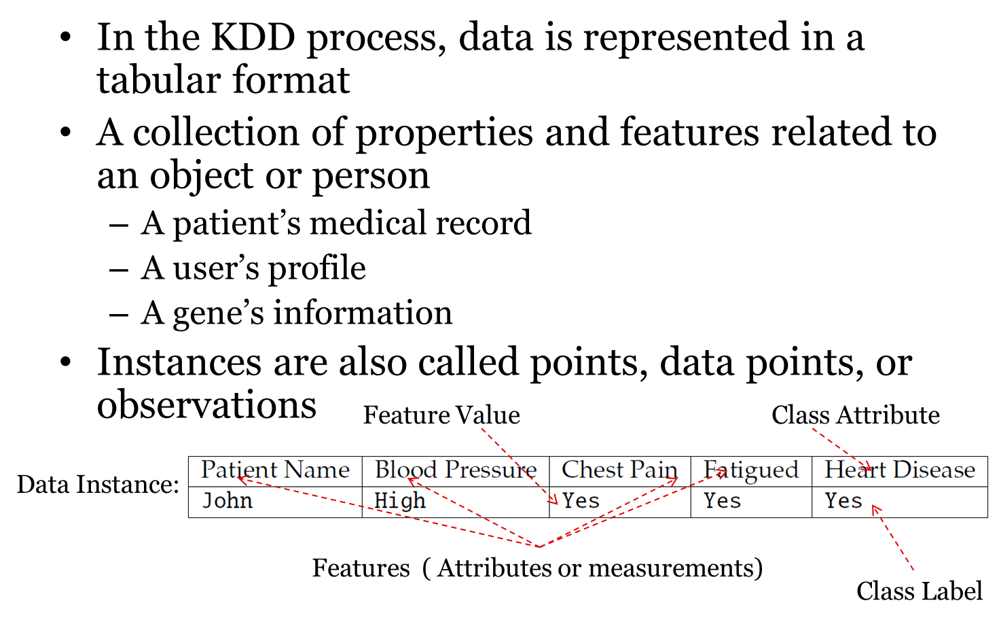 • In the KDD process, data is represented in a
tabular format
• A collection of properties and features related to
an object or person
– A patient’s medical record
– A user’s profile
– A gene’s information
• Instances are also called points, data points, or
observations
Feature Value
Class Attribute
Data Instance:
Patient Name Blood Pressure Chest Pain Fatigued Heart Disease
John High Yes Yes Yes
Features ( Attributes or measurements)
Class Label